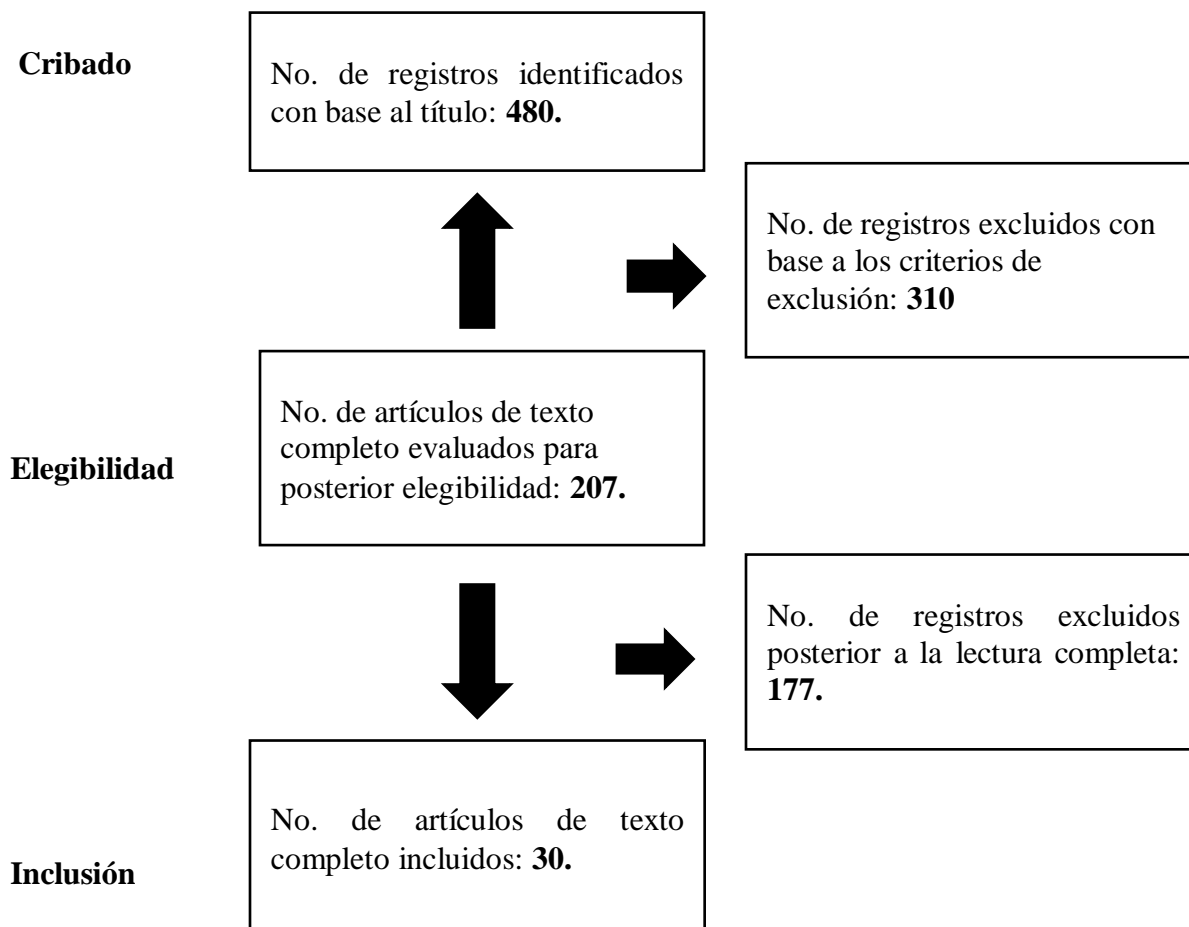 Cribado
No. de registros identificados
con base al título: 480.
No. de registros excluidos con
base a los criterios de
exclusión: 310
No. de artículos de texto
completo evaluados para
posterior elegibilidad: 207.
Elegibilidad
No. de registros excluidos
posterior a la lectura completa:
177.
No. de artículos de texto
completo incluidos: 30.
Inclusión